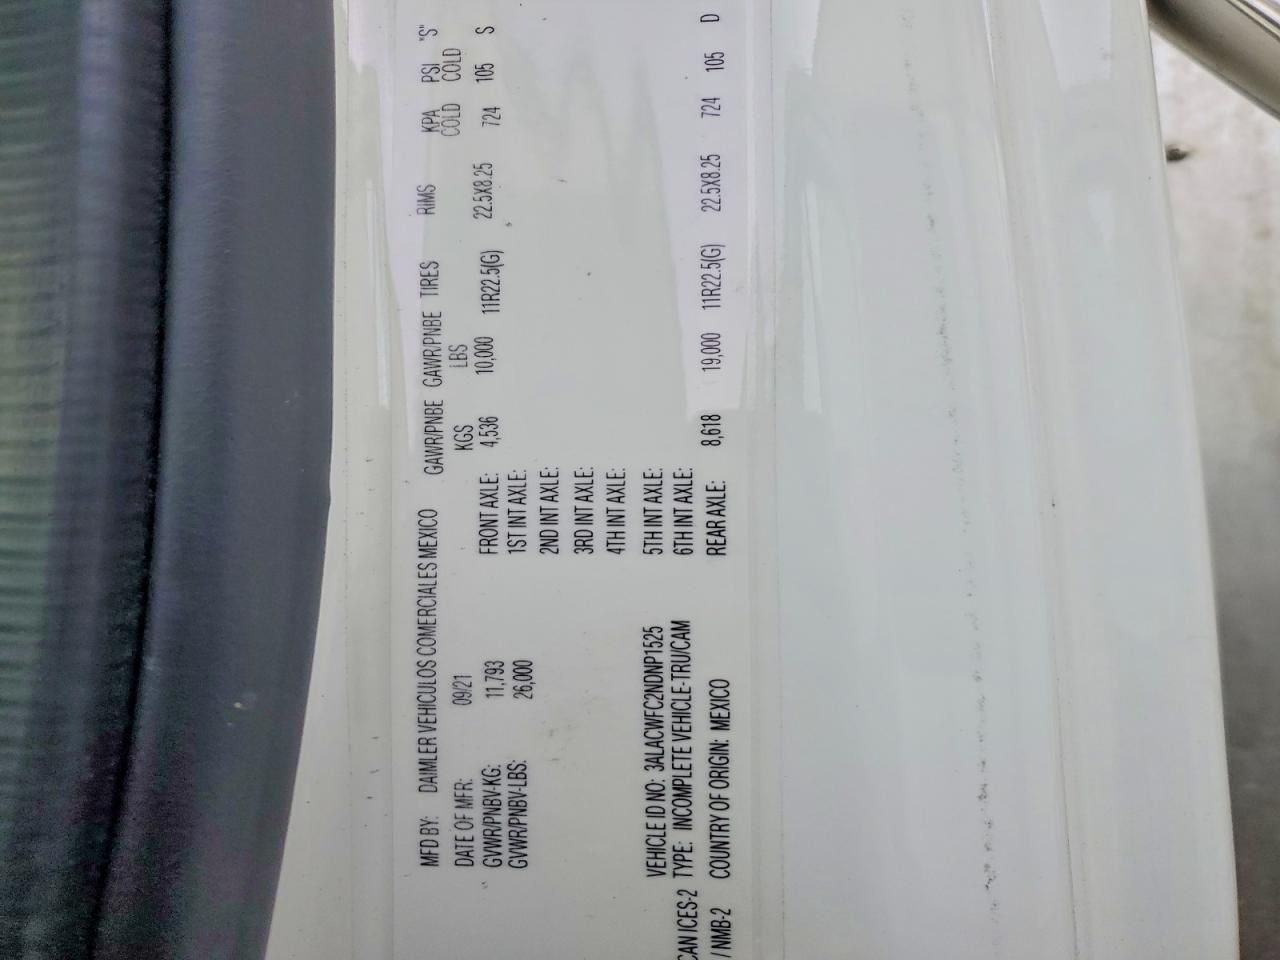 MFD BY: DAIMLER VEHICULOS COMERCIALES MEXICO GAWR/PNBE GAWR/PNBE TIRES RIMS KPA PSI "S"
DATE OF MFR: 09/21 KGS LBS COLD COLD
GVWR/PNBV-KG: 11,793 FRONT AXLE: 4,536 10,000 11R22.5(G) 22.5X8.25 724 105 S
GVWR/PNBV-LBS: 26,000 1ST INT AXLE:
2ND INT AXLE:
3RD INT AXLE:
4TH INT AXLE:
VEHICLE ID NO: 3ALACWFC2NDNP1525 5TH INT AXLE:
CAN ICES-2 TYPE: INCOMPLETE VEHICLE-TRU/CAM 6TH INT AXLE:
/ NMB-2 COUNTRY OF ORIGIN: MEXICO REAR AXLE: 8,618 19,000 11R22.5(G) 22.5X8.25 724 105 D